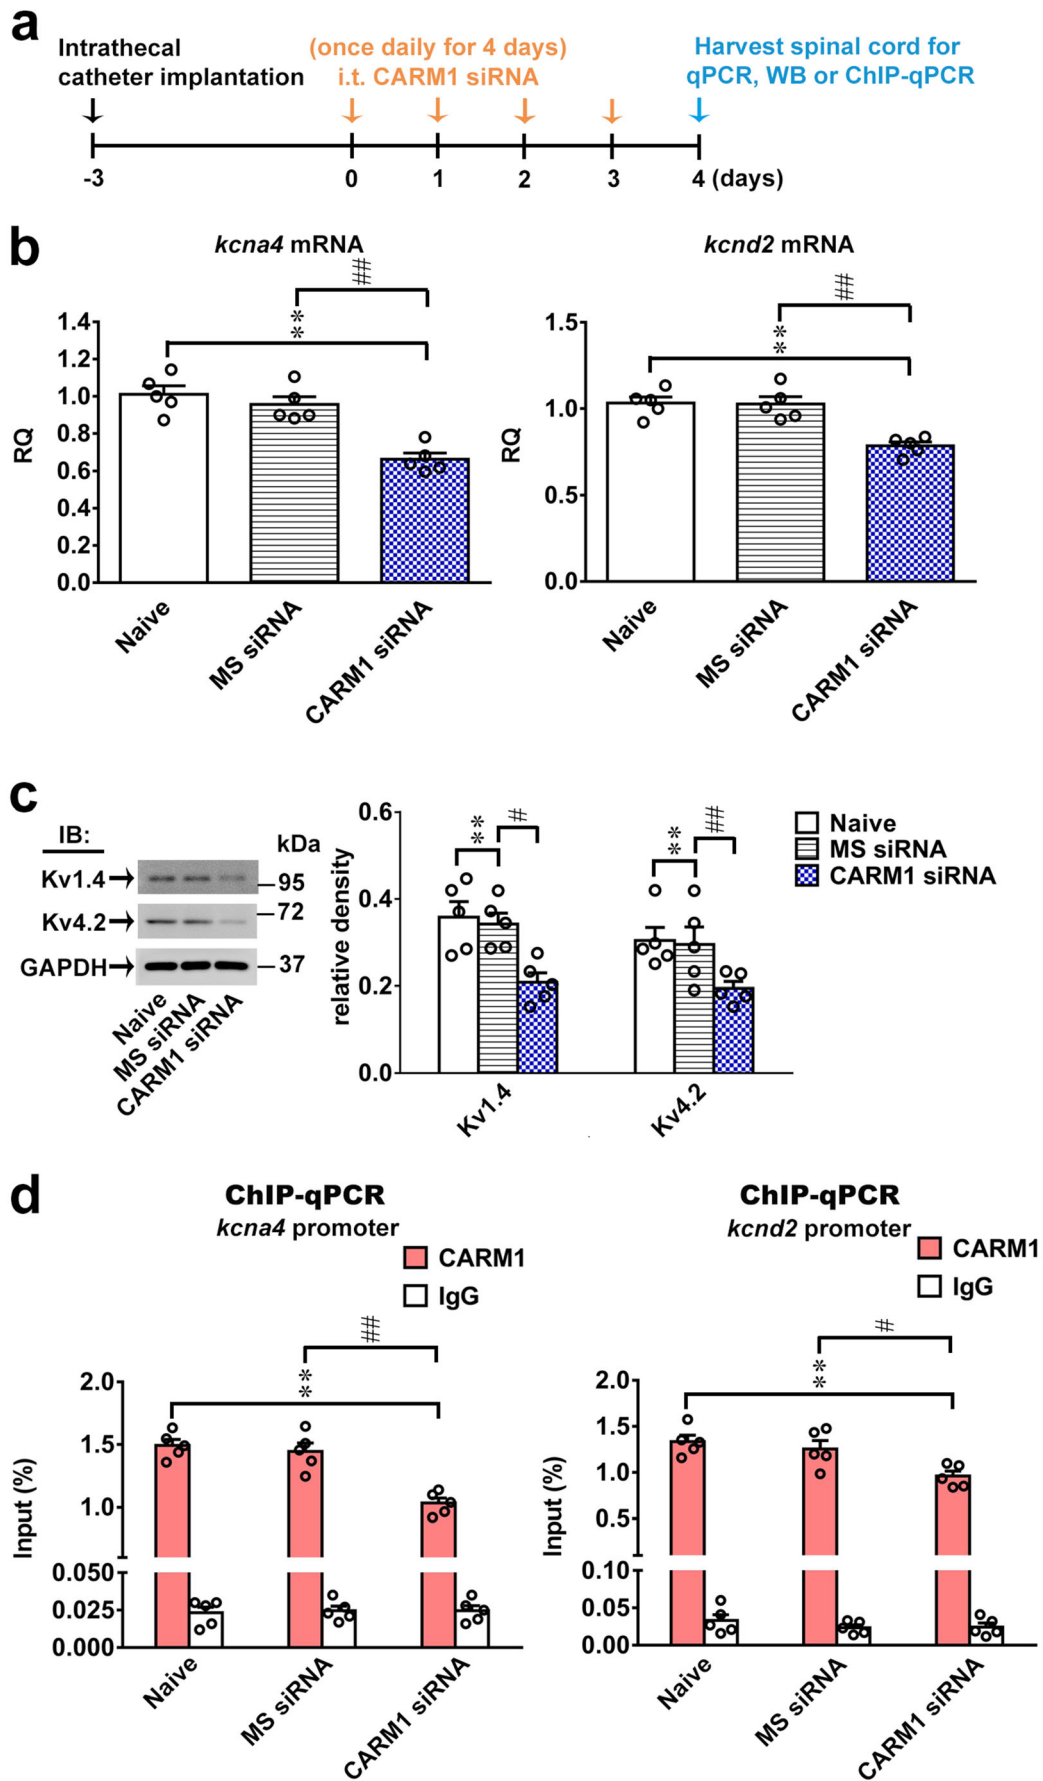 a
Intrathecal
catheter implantation
(once daily for 4 days)
i.t. CARM1 siRNA
Harvest spinal cord for
qPCR, WB or ChIP-qPCR
-3
0
1
2
3
4 (days)
b
kcna4 mRNA
##
**
RQ
1.4
1.2
1.0
0.8
0.6
0.4
0.2
0.0
Naive
MS siRNA
CARM1 siRNA
kcnd2 mRNA
##
**
RQ
1.5
1.0
0.5
0.0
Naive
MS siRNA
CARM1 siRNA
c
IB:
kDa
Kv1.4
95
Kv4.2
72
GAPDH
37
Naive
MS siRNA
CARM1 siRNA
relative density
0.6
0.4
0.2
0.0
**
#
**
##
Kv1.4
Kv4.2
Naive
MS siRNA
CARM1 siRNA
d
ChIP-qPCR
kcna4 promoter
CARM1
IgG
##
**
Input (%)
2.0
1.5
1.0
0.050
0.025
0.000
Naive
MS siRNA
CARM1 siRNA
ChIP-qPCR
kcnd2 promoter
CARM1
IgG
#
**
Input (%)
2.0
1.5
1.0
0.5
0.10
0.05
0.00
Naive
MS siRNA
CARM1 siRNA